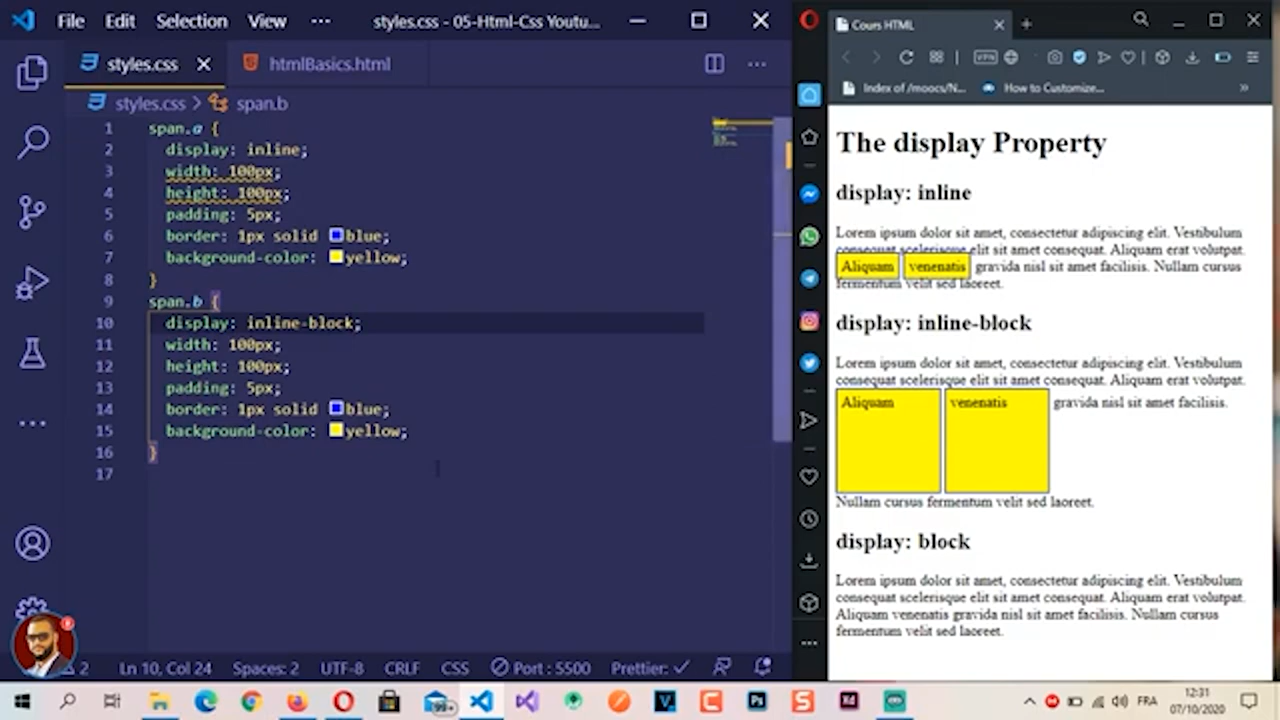 File Edit Selection View ··· styles.css - 05-Html-Css Youtu...
styles.css htmlBasics.html
styles.css > span.b
1 span.a {
2 display: inline;
3 width: 100px;
4 height: 100px;
5 padding: 5px;
6 border: 1px solid blue;
7 background-color: yellow;
8 }
9 span.b {
10 display: inline-block;
11 width: 100px;
12 height: 100px;
13 padding: 5px;
14 border: 1px solid blue;
15 background-color: yellow;
16 }
17
2 Ln 10, Col 24 Spaces: 2 UTF-8 CRLF CSS Port : 5500 Prettier: ✓
Cours HTML
VPN
Index of /moocs/N... How to Customize... »
The display Property
display: inline
Lorem ipsum dolor sit amet, consectetur adipiscing elit. Vestibulum
consequat scelerisque elit sit amet consequat. Aliquam erat volutpat.
Aliquam venenatis gravida nisl sit amet facilisis. Nullam cursus
fermentum velit sed laoreet.
display: inline-block
Lorem ipsum dolor sit amet, consectetur adipiscing elit. Vestibulum
consequat scelerisque elit sit amet consequat. Aliquam erat volutpat.
Aliquam venenatis gravida nisl sit amet facilisis.
Nullam cursus fermentum velit sed laoreet.
display: block
Lorem ipsum dolor sit amet, consectetur adipiscing elit. Vestibulum
consequat scelerisque elit sit amet consequat. Aliquam erat volutpat.
Aliquam venenatis gravida nisl sit amet facilisis. Nullam cursus
fermentum velit sed laoreet.
99+ Ps S Xd FRA 12:31
07/10/2020